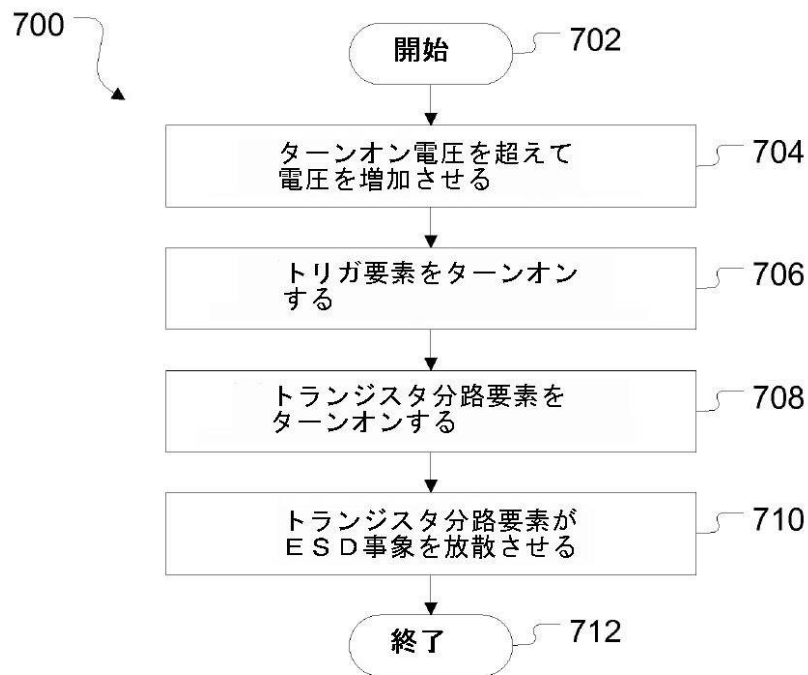 700
開始
702
ターンオン電圧を超えて
電圧を増加させる
704
トリガ要素をターンオン
する
706
トランジスタ分路要素を
ターンオンする
708
トランジスタ分路要素が
ＥＳＤ事象を放散させる
710
終了
712